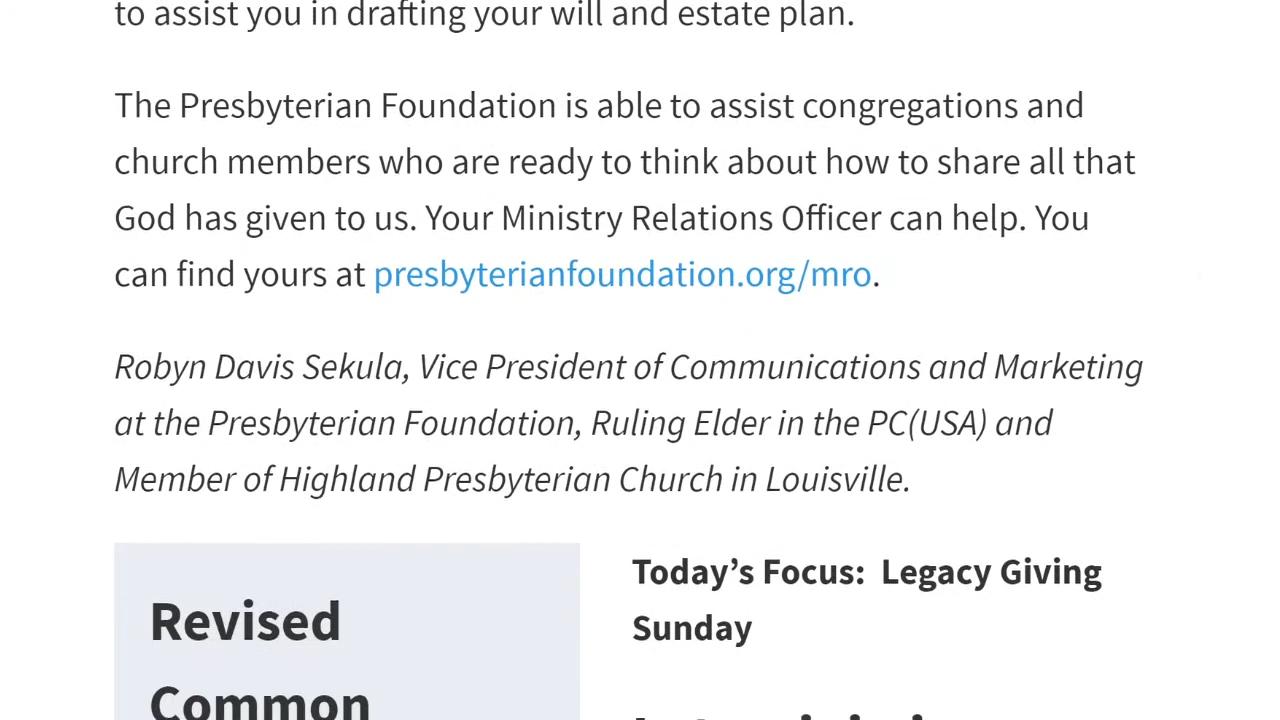 to assist you in drafting your will and estate plan.
The Presbyterian Foundation is able to assist congregations and
church members who are ready to think about how to share all that
God has given to us. Your Ministry Relations Officer can help. You
can find yours at presbyterianfoundation.org/mro.
Robyn Davis Sekula, Vice President of Communications and Marketing
at the Presbyterian Foundation, Ruling Elder in the PC(USA) and
Member of Highland Presbyterian Church in Louisville.
Today’s Focus:  Legacy Giving
Sunday
Revised
Common